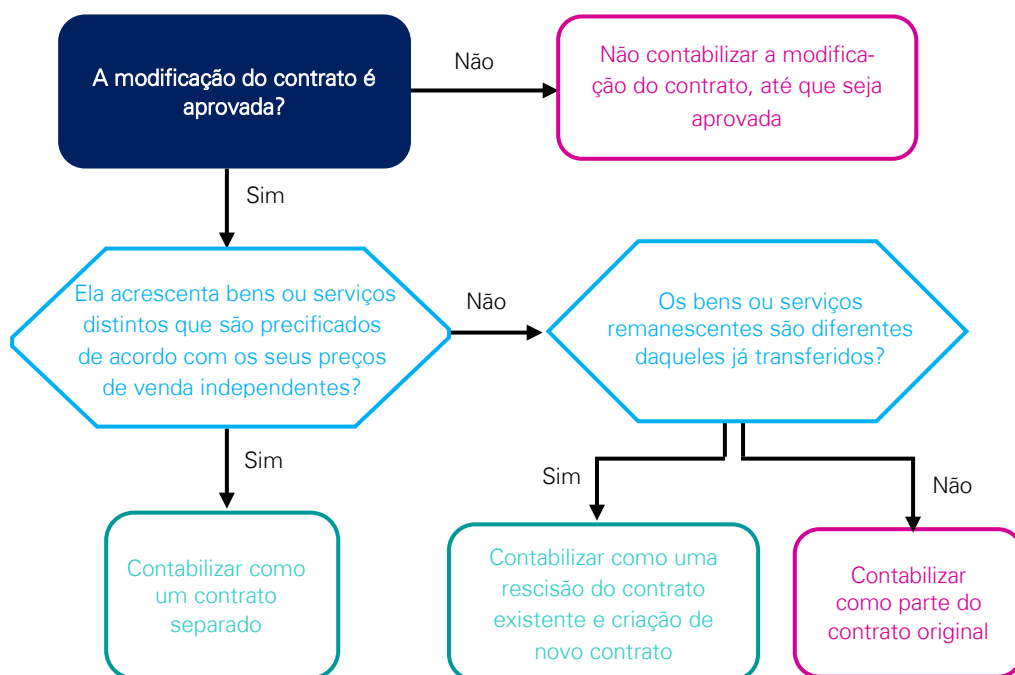 A modificação do contrato é
aprovada?
Não
Não contabilizar a modifica-
ção do contrato, até que seja
aprovada
Sim
Ela acrescenta bens ou serviços
distintos que são precificados
de acordo com os seus preços
de venda independentes?
Não
Os bens ou serviços
remanescentes são diferentes
daqueles já transferidos?
Sim
Contabilizar como
um contrato
separado
Sim
Contabilizar como uma
rescisão do contrato
existente e criação de
novo contrato
Não
Contabilizar
como parte do
contrato original